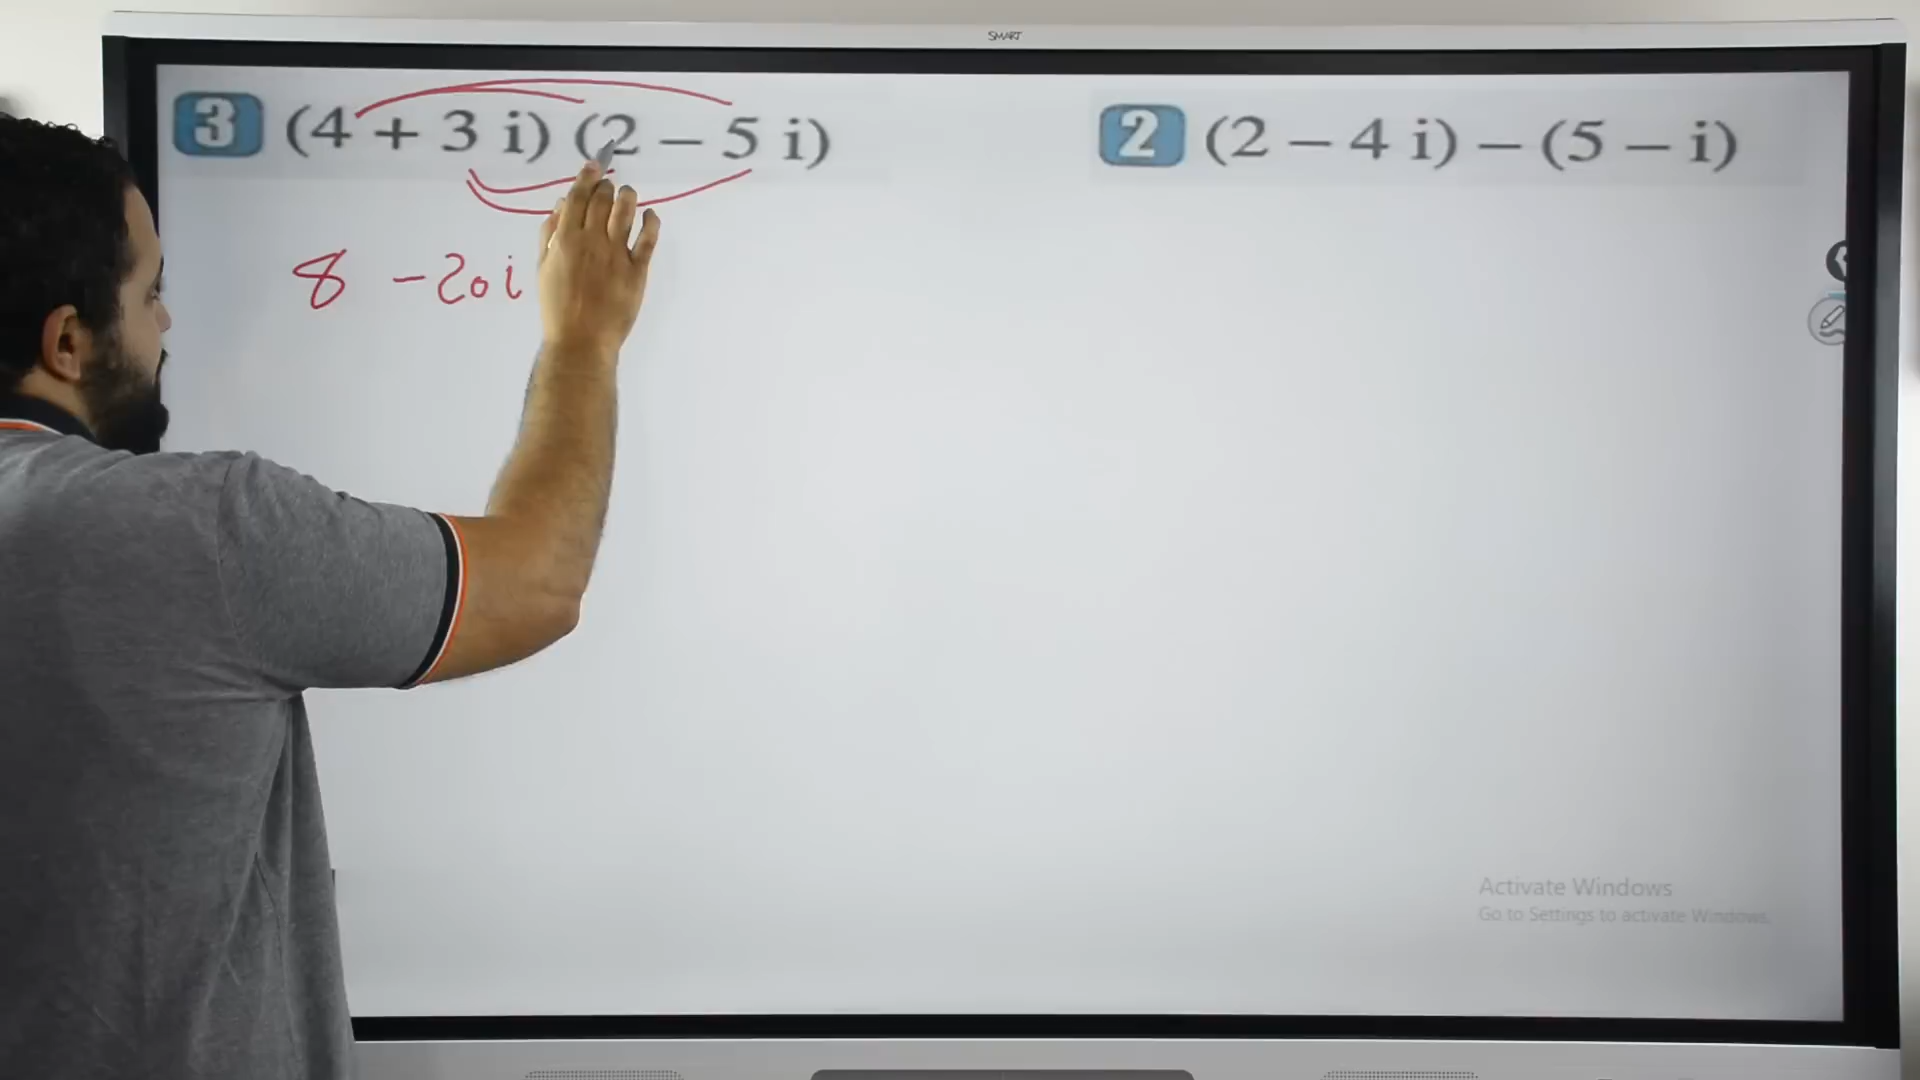 SMART
3 (4 + 3 i) (2 – 5 i)
2 (2 – 4 i) – (5 – i)
8 -20i
Activate Windows
Go to Settings to activate Windows.